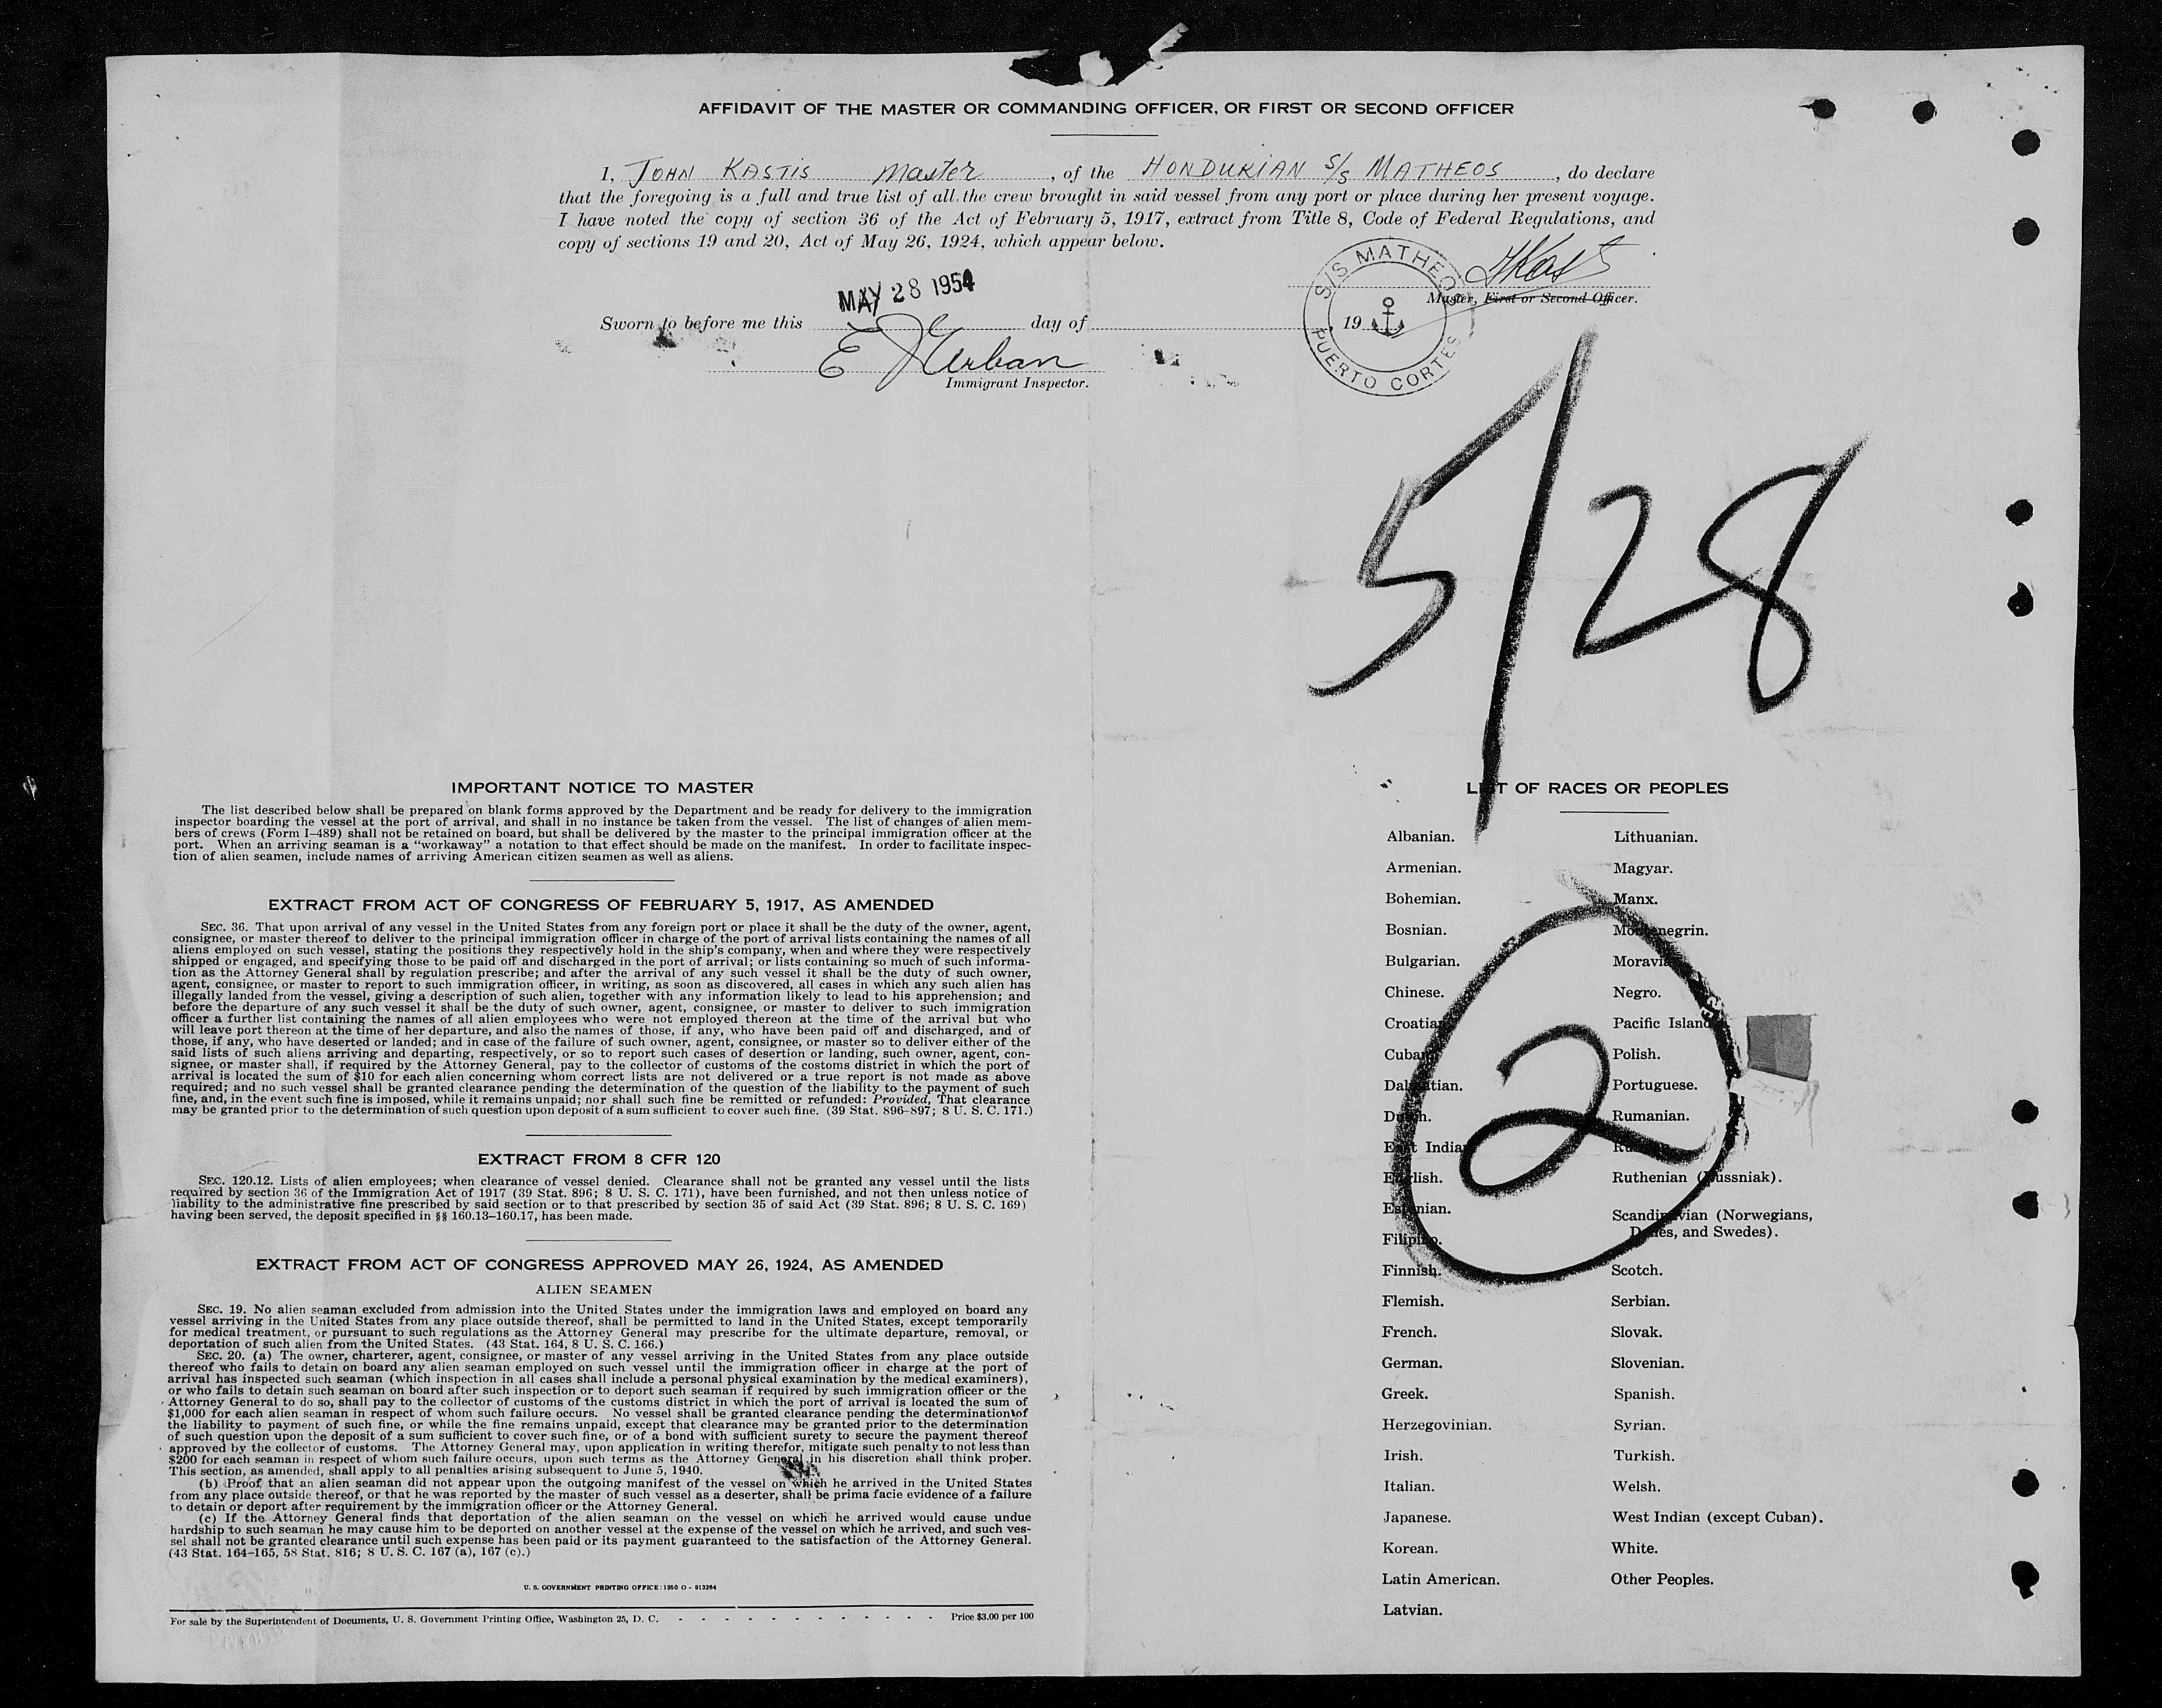 AFFIDAVIT OF THE MASTER OR COMMANDING OFFICER, OR FIRST OR SECOND OFFICER
I, JOHN KASTIS Master, of the HONDURIAN S/S MATHEOS, do declare
that the foregoing is a full and true list of all the crew brought in said vessel from any port or place during her present voyage.
I have noted the copy of section 36 of the Act of February 5, 1917, extract from Title 8, Code of Federal Regulations, and
copy of sections 19 and 20, Act of May 26, 1924, which appear below.
S/S MATHEOS
PUERTO CORTES
JKast
Master, First or Second Officer.
MAY 28 1954
Sworn to before me this day of , 19
E J Urban
Immigrant Inspector.
5/28
IMPORTANT NOTICE TO MASTER
The list described below shall be prepared on blank forms approved by the Department and be ready for delivery to the immigration
inspector boarding the vessel at the port of arrival, and shall in no instance be taken from the vessel. The list of changes of alien mem-
bers of crews (Form I-489) shall not be retained on board, but shall be delivered by the master to the principal immigration officer at the
port. When an arriving seaman is a "workaway" a notation to that effect should be made on the manifest. In order to facilitate inspec-
tion of alien seamen, include names of arriving American citizen seamen as well as aliens.
EXTRACT FROM ACT OF CONGRESS OF FEBRUARY 5, 1917, AS AMENDED
SEC. 36. That upon arrival of any vessel in the United States from any foreign port or place it shall be the duty of the owner, agent,
consignee, or master thereof to deliver to the principal immigration officer in charge of the port of arrival lists containing the names of all
aliens employed on such vessel, stating the positions they respectively hold in the ship's company, when and where they were respectively
shipped or engaged, and specifying those to be paid off and discharged in the port of arrival; or lists containing so much of such informa-
tion as the Attorney General shall by regulation prescribe; and after the arrival of any such vessel it shall be the duty of such owner,
agent, consignee, or master to report to such immigration officer, in writing, as soon as discovered, all cases in which any such alien has
illegally landed from the vessel, giving a description of such alien, together with any information likely to lead to his apprehension; and
before the departure of any such vessel it shall be the duty of such owner, agent, consignee, or master to deliver to such immigration
officer a further list containing the names of all alien employees who were not employed thereon at the time of the arrival but who
will leave port thereon at the time of her departure, and also the names of those, if any, who have been paid off and discharged, and of
those, if any, who have deserted or landed; and in case of the failure of such owner, agent, consignee, or master so to deliver either of the
said lists of such aliens arriving and departing, respectively, or so to report such cases of desertion or landing, such owner, agent, con-
signee, or master shall, if required by the Attorney General, pay to the collector of customs of the costoms district in which the port of
arrival is located the sum of $10 for each alien concerning whom correct lists are not delivered or a true report is not made as above
required; and no such vessel shall be granted clearance pending the determination of the question of the liability to the payment of such
fine, and, in the event such fine is imposed, while it remains unpaid; nor shall such fine be remitted or refunded: Provided, That clearance
may be granted prior to the determination of such question upon deposit of a sum sufficient to cover such fine. (39 Stat. 896-897; 8 U. S. C. 171.)
EXTRACT FROM 8 CFR 120
SEC. 120.12. Lists of alien employees; when clearance of vessel denied. Clearance shall not be granted any vessel until the lists
required by section 36 of the Immigration Act of 1917 (39 Stat. 896; 8 U. S. C. 171), have been furnished, and not then unless notice of
liability to the administrative fine prescribed by said section or to that prescribed by section 35 of said Act (39 Stat. 896; 8 U. S. C. 169)
having been served, the deposit specified in §§ 160.13-160.17, has been made.
EXTRACT FROM ACT OF CONGRESS APPROVED MAY 26, 1924, AS AMENDED
ALIEN SEAMEN
SEC. 19. No alien seaman excluded from admission into the United States under the immigration laws and employed on board any
vessel arriving in the United States from any place outside thereof, shall be permitted to land in the United States, except temporarily
for medical treatment, or pursuant to such regulations as the Attorney General may prescribe for the ultimate departure, removal, or
deportation of such alien from the United States. (43 Stat. 164, 8 U. S. C. 166.)
SEC. 20. (a) The owner, charterer, agent, consignee, or master of any vessel arriving in the United States from any place outside
thereof who fails to detain on board any alien seaman employed on such vessel until the immigration officer in charge at the port of
arrival has inspected such seaman (which inspection in all cases shall include a personal physical examination by the medical examiners),
or who fails to detain such seaman on board after such inspection or to deport such seaman if required by such immigration officer or the
Attorney General to do so, shall pay to the collector of customs of the customs district in which the port of arrival is located the sum of
$1,000 for each alien seaman in respect of whom such failure occurs. No vessel shall be granted clearance pending the determination of
the liability to payment of such fine, or while the fine remains unpaid, except that clearance may be granted prior to the determination
of such question upon the deposit of a sum sufficient to cover such fine, or of a bond with sufficient surety to secure the payment thereof
approved by the collector of customs. The Attorney General may, upon application in writing therefor, mitigate such penalty to not less than
$200 for each seaman in respect of whom such failure occurs, upon such terms as the Attorney General in his discretion shall think proper.
This section, as amended, shall apply to all penalties arising subsequent to June 5, 1940.
(b) Proof that an alien seaman did not appear upon the outgoing manifest of the vessel on which he arrived in the United States
from any place outside thereof, or that he was reported by the master of such vessel as a deserter, shall be prima facie evidence of a failure
to detain or deport after requirement by the immigration officer or the Attorney General.
(c) If the Attorney General finds that deportation of the alien seaman on the vessel on which he arrived would cause undue
hardship to such seaman he may cause him to be deported on another vessel at the expense of the vessel on which he arrived, and such ves-
sel shall not be granted clearance until such expense has been paid or its payment guaranteed to the satisfaction of the Attorney General.
(43 Stat. 164-165, 58 Stat. 816; 8 U. S. C. 167 (a), 167 (c).)
U. S. GOVERNMENT PRINTING OFFICE : 1950 O - 913264
For sale by the Superintendent of Documents, U. S. Government Printing Office, Washington 25, D. C. - - - - - - - - - - - - Price $3.00 per 100
LIST OF RACES OR PEOPLES
Albanian.
Armenian.
Bohemian.
Bosnian.
Bulgarian.
Chinese.
Croatian.
Cuban.
Dalmatian.
Dutch.
East Indian.
English.
Estonian.
Filipino.
Finnish.
Flemish.
French.
German.
Greek.
Herzegovinian.
Irish.
Italian.
Japanese.
Korean.
Latin American.
Latvian.
Lithuanian.
Magyar.
Manx.
Montenegrin.
Moravian.
Negro.
Pacific Islander.
Polish.
Portuguese.
Rumanian.
Russian.
Ruthenian (Russniak).
Scandinavian (Norwegians,
Danes, and Swedes).
Scotch.
Serbian.
Slovak.
Slovenian.
Spanish.
Syrian.
Turkish.
Welsh.
West Indian (except Cuban).
White.
Other Peoples.
2